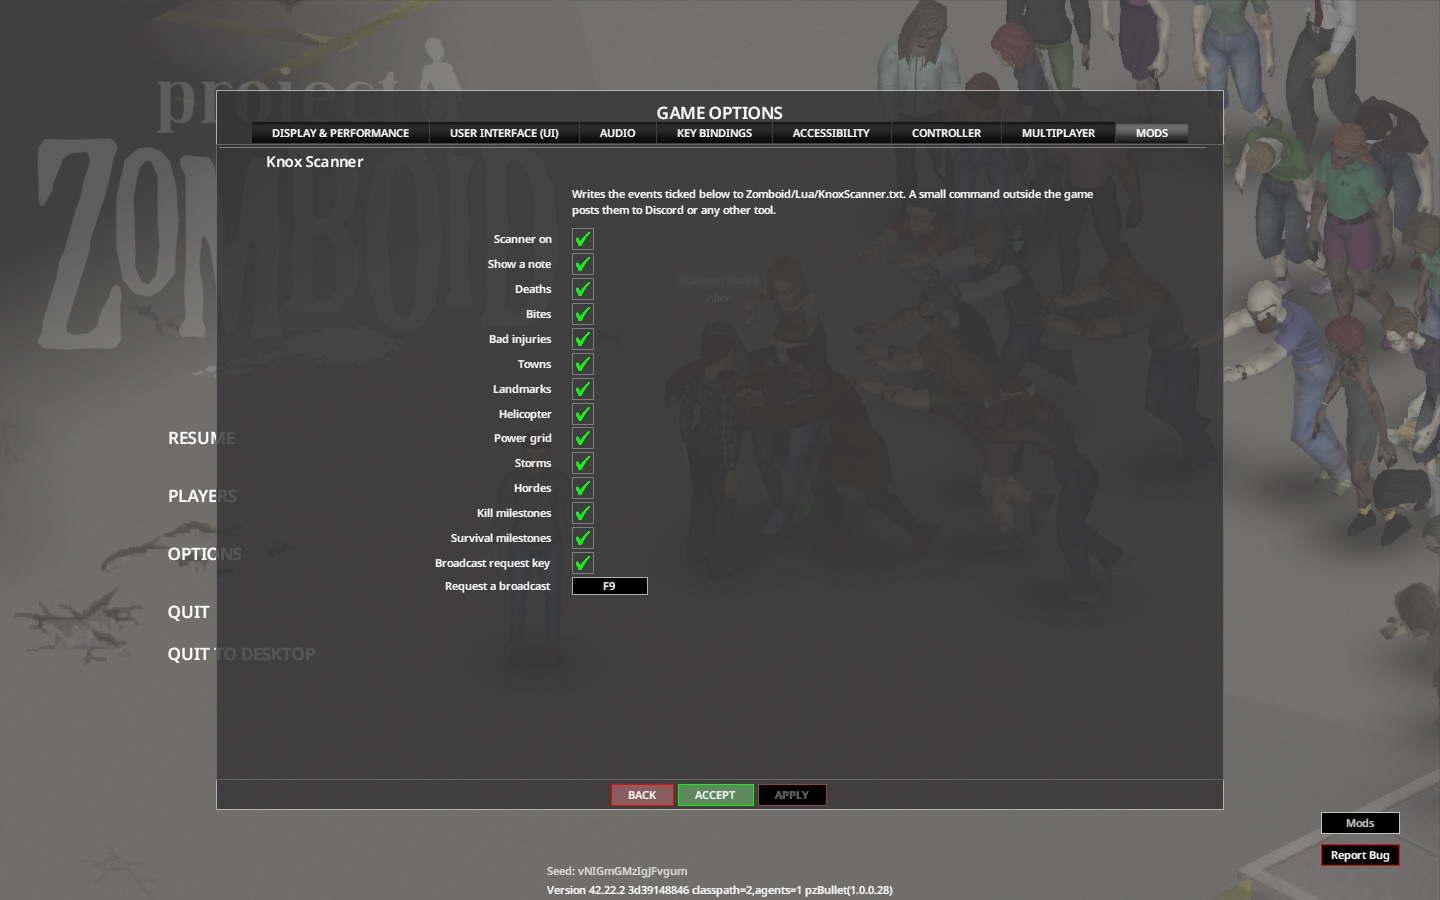 project
ZOMBOID
GAME OPTIONS
DISPLAY & PERFORMANCE
USER INTERFACE (UI)
AUDIO
KEY BINDINGS
ACCESSIBILITY
CONTROLLER
MULTIPLAYER
MODS
Knox Scanner
Writes the events ticked below to Zomboid/Lua/KnoxScanner.txt. A small command outside the game
posts them to Discord or any other tool.
Scanner on
Show a note
Deaths
Bites
Bad injuries
Towns
Landmarks
Helicopter
Power grid
Storms
Hordes
Kill milestones
Survival milestones
Broadcast request key
Request a broadcast
F9
Alice
RESUME
PLAYERS
OPTIONS
QUIT
QUIT TO DESKTOP
BACK
ACCEPT
APPLY
Mods
Report Bug
Seed: vNIGmGMzIgJFvgum
Version 42.22.2 3d39148846 classpath=2,agents=1 pzBullet(1.0.0.28)